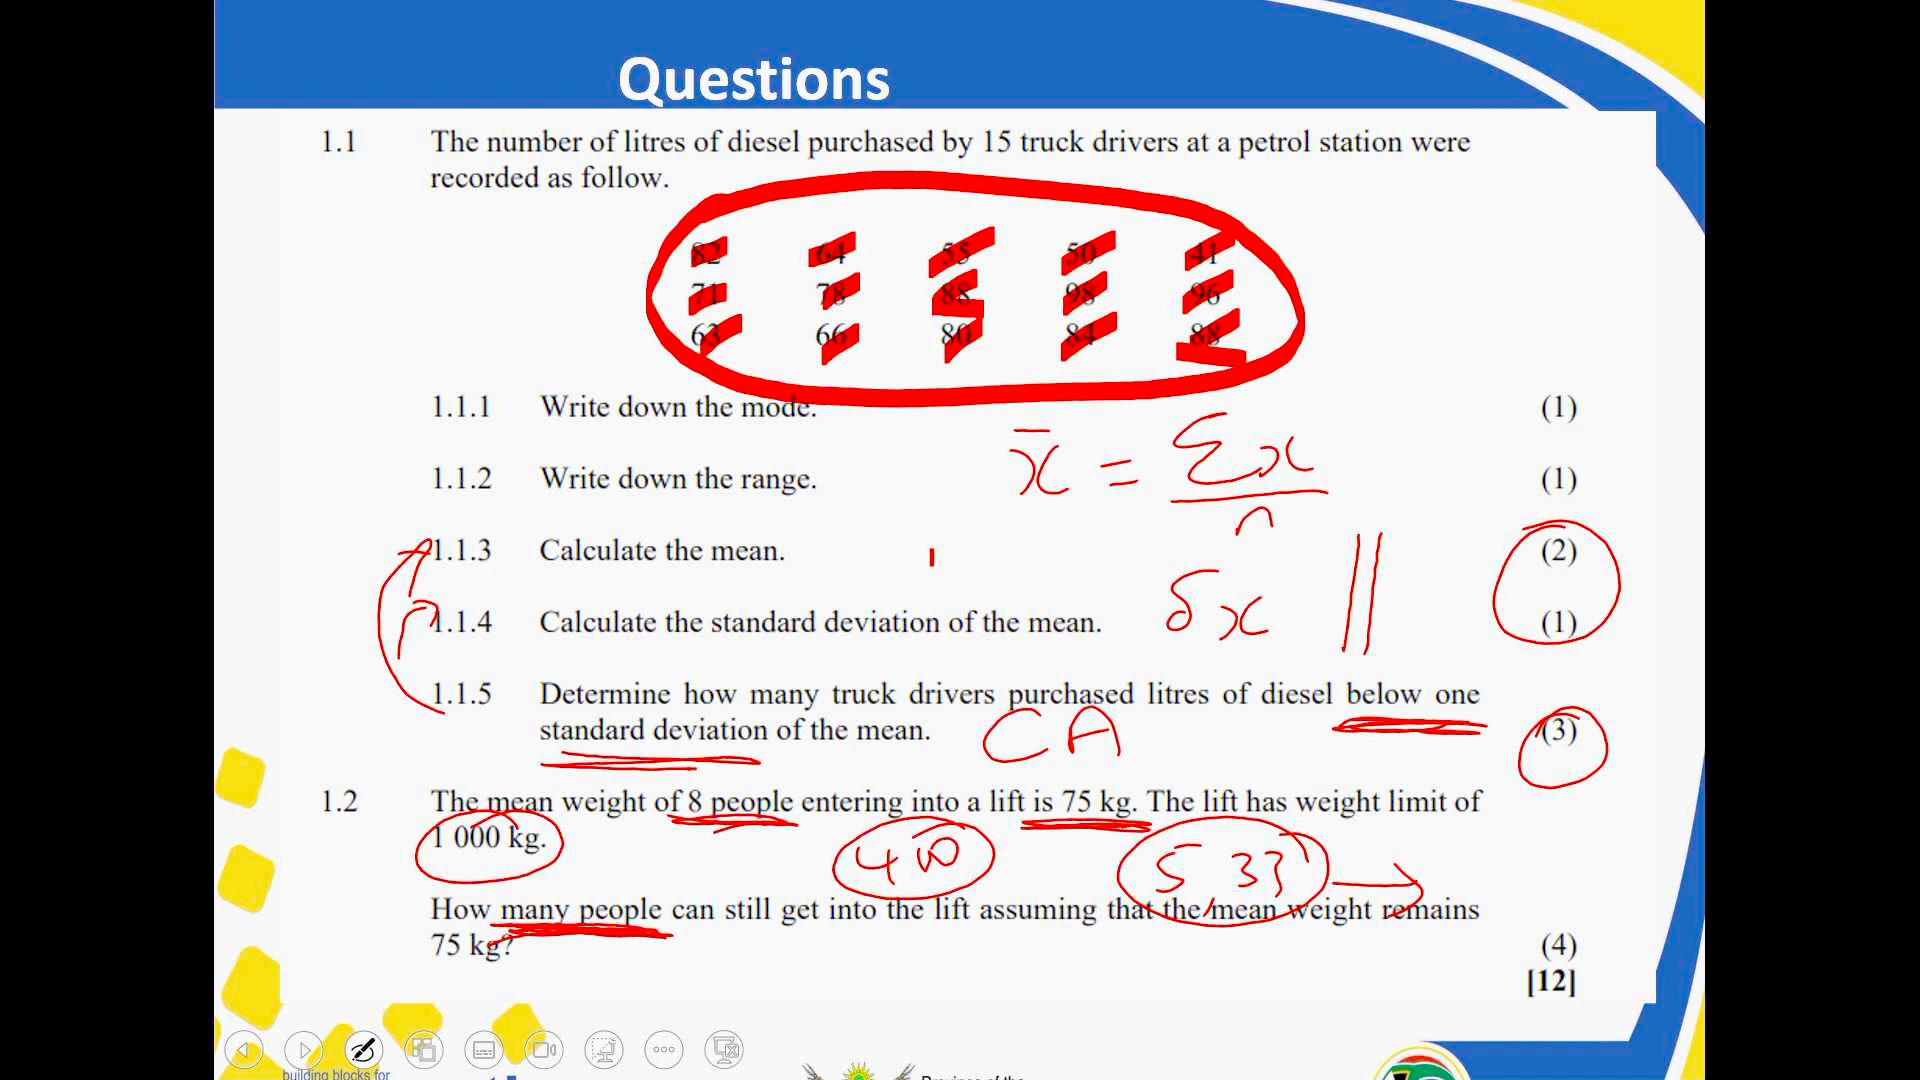 Questions
1.1 The number of litres of diesel purchased by 15 truck drivers at a petrol station were
recorded as follow.
82 64 55 50 41
71 78 88 98 96
63 66 80 84 88
1.1.1 Write down the mode. (1)
x̄ = Σx
n
1.1.2 Write down the range. (1)
1.1.3 Calculate the mean. (2)
1.1.4 Calculate the standard deviation of the mean. δx (1)
1.1.5 Determine how many truck drivers purchased litres of diesel below one
standard deviation of the mean. CA (3)
1.2 The mean weight of 8 people entering into a lift is 75 kg. The lift has weight limit of
1 000 kg.
400 5,33
How many people can still get into the lift assuming that the mean weight remains
75 kg? (4)
[12]
building blocks for